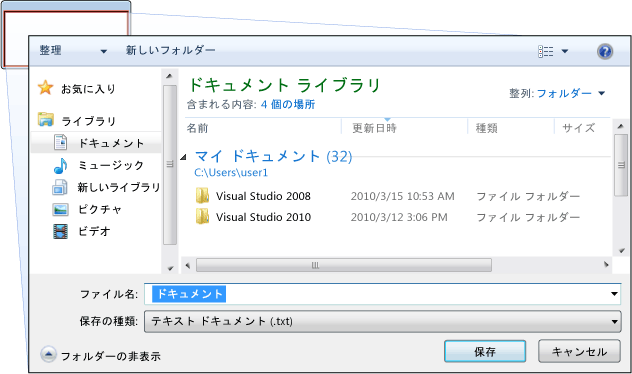 整理 新しいフォルダー
お気に入り
ライブラリ
ドキュメント
ミュージック
新しいライブラリ
ピクチャ
ビデオ
ドキュメント ライブラリ
含まれる内容: 4 個の場所
整列: フォルダー
名前 更新日時 種類 サイズ
マイ ドキュメント (32)
C:\Users\user1
Visual Studio 2008 2010/3/15 10:53 AM ファイル フォルダー
Visual Studio 2010 2010/3/12 3:06 PM ファイル フォルダー
ファイル名: ドキュメント
保存の種類: テキスト ドキュメント (.txt)
フォルダーの非表示 保存 キャンセル